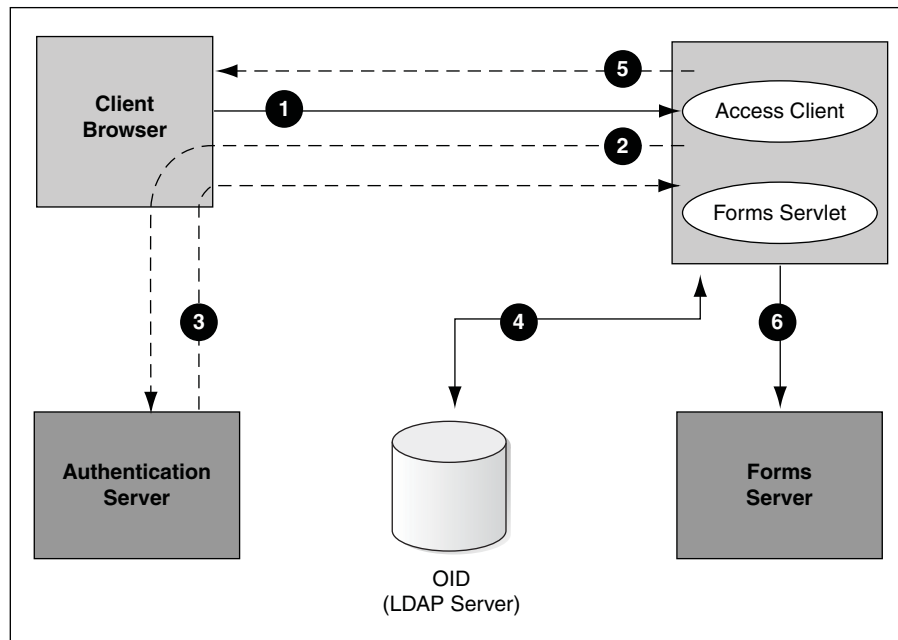 Client
Browser
5
1
Access Client
2
Forms Servlet
3
4
6
Authentication
Server
Forms
Server
OID
(LDAP Server)